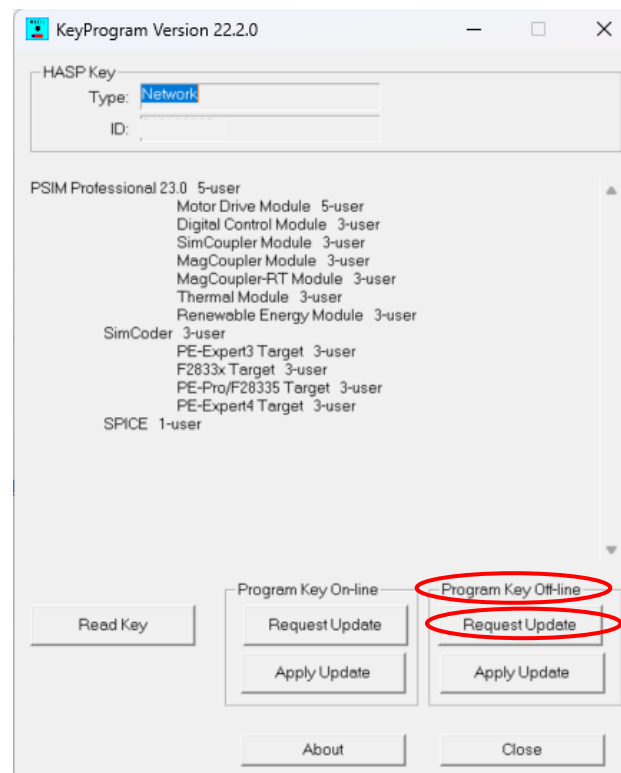 KeyProgram Version 22.2.0
HASP Key
Type: Network
ID:
PSIM Professional 23.0 5-user
Motor Drive Module 5-user
Digital Control Module 3-user
SimCoupler Module 3-user
MagCoupler Module 3-user
MagCoupler-RT Module 3-user
Thermal Module 3-user
Renewable Energy Module 3-user
SimCoder 3-user
PE-Expert3 Target 3-user
F2833x Target 3-user
PE-Pro/F28335 Target 3-user
PE-Expert4 Target 3-user
SPICE 1-user
Program Key On-line Program Key Off-line
Read Key Request Update Request Update
Apply Update Apply Update
About Close